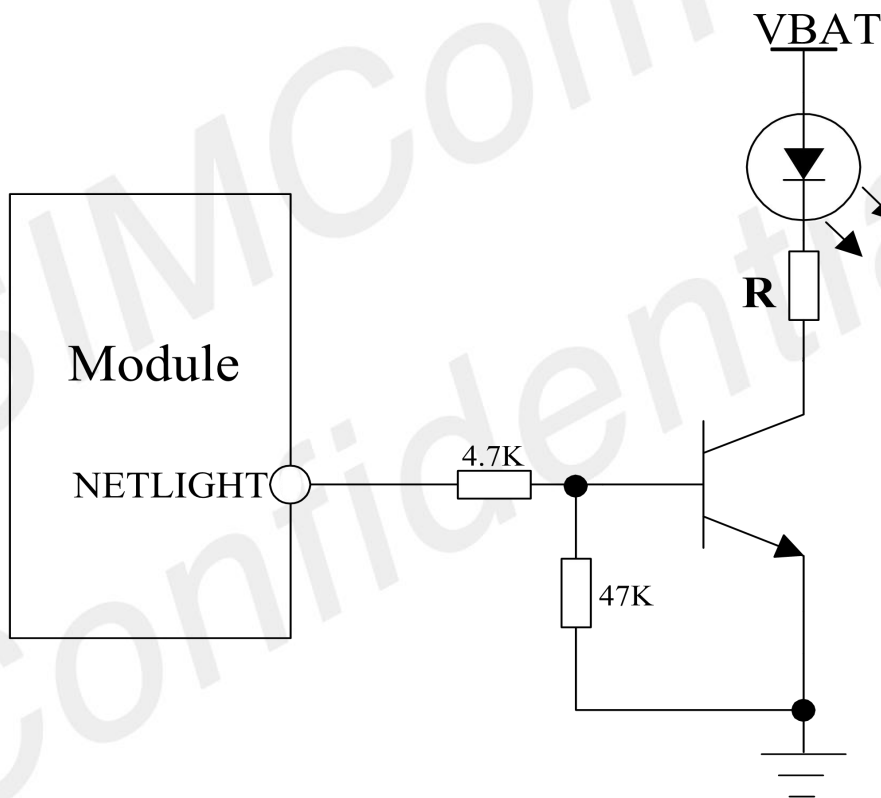 VBAT
R
Module
NETLIGHT
4.7K
47K
SIMCom
Confidential